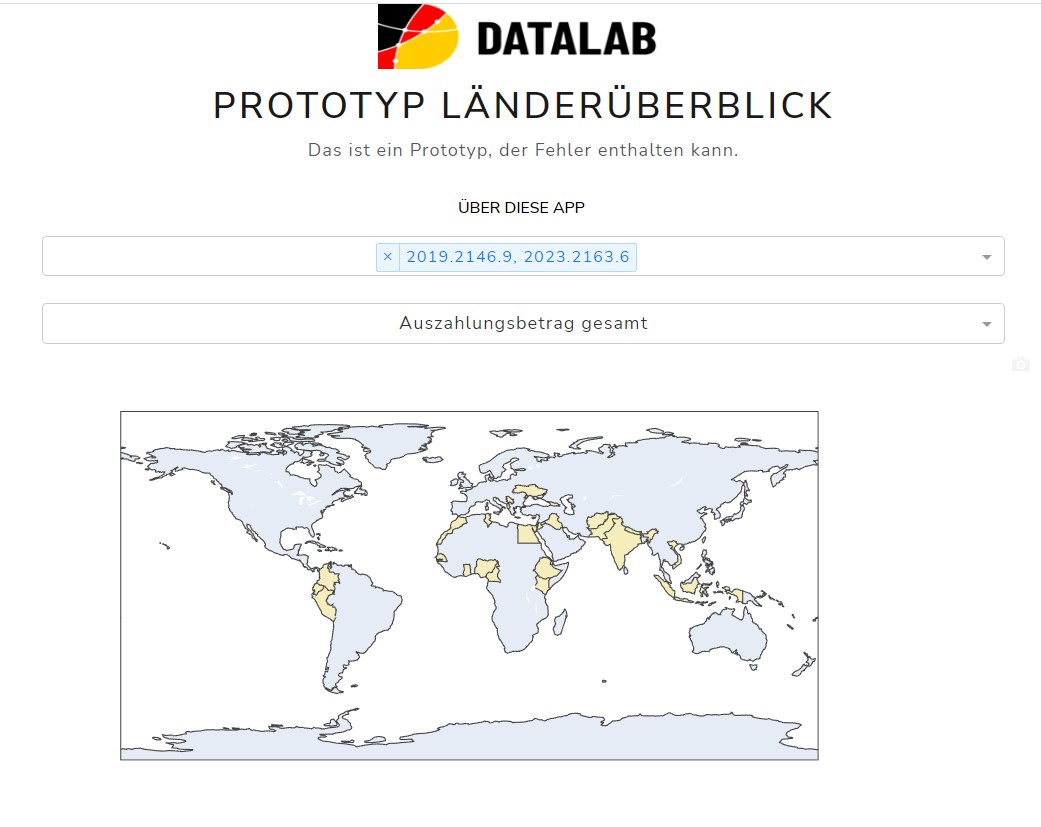 DATALAB
PROTOTYP LÄNDERÜBERBLICK
Das ist ein Prototyp, der Fehler enthalten kann.
ÜBER DIESE APP
× 2019.2146.9, 2023.2163.6
Auszahlungsbetrag gesamt